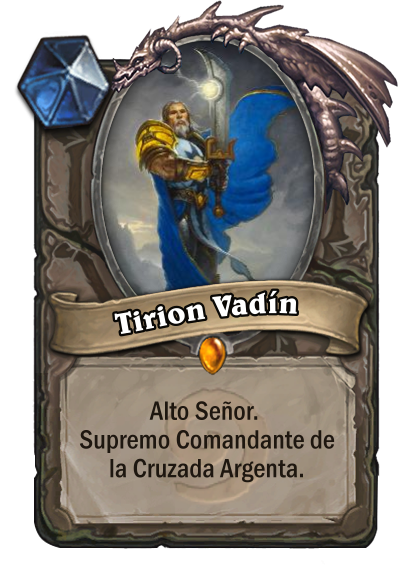 Tirion Vadín
Alto Señor.
Supremo Comandante de
la Cruzada Argenta.